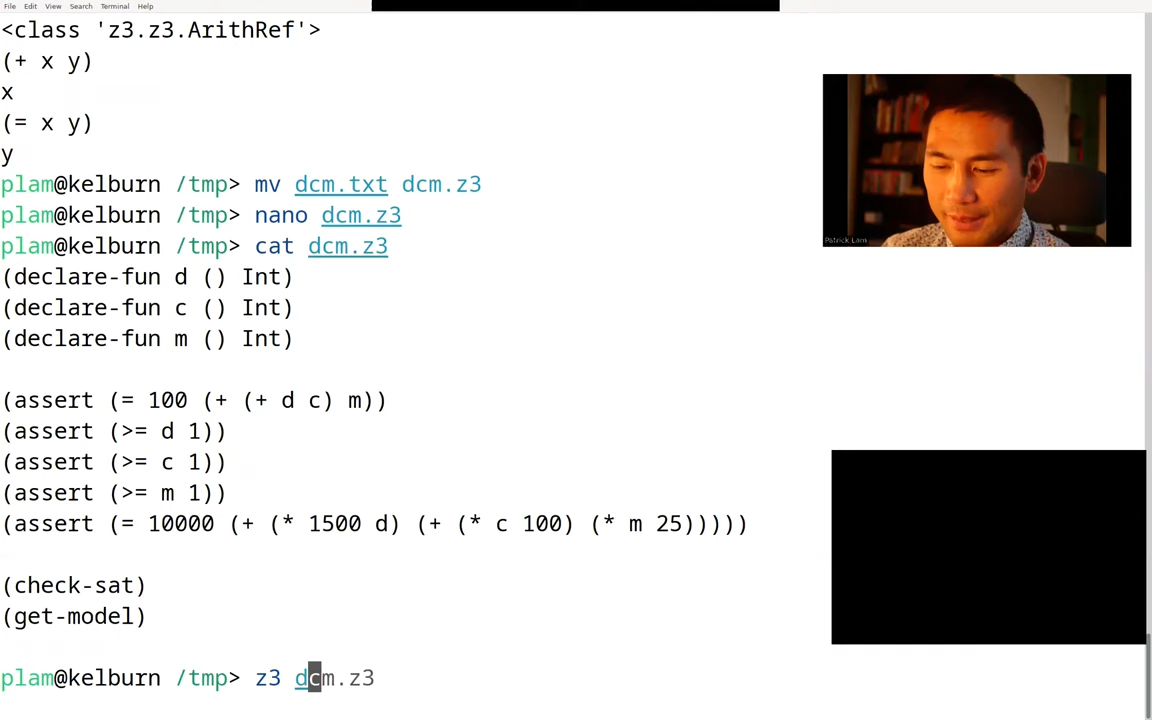 File Edit View Search Terminal Help
<class 'z3.z3.ArithRef'>
(+ x y)
x
(= x y)
y
plam@kelburn /tmp> mv dcm.txt dcm.z3
plam@kelburn /tmp> nano dcm.z3
plam@kelburn /tmp> cat dcm.z3
(declare-fun d () Int)
(declare-fun c () Int)
(declare-fun m () Int)
(assert (= 100 (+ (+ d c) m))
(assert (>= d 1))
(assert (>= c 1))
(assert (>= m 1))
(assert (= 10000 (+ (* 1500 d) (+ (* c 100) (* m 25)))))
(check-sat)
(get-model)
plam@kelburn /tmp> z3 dcm.z3
Patrick Lam